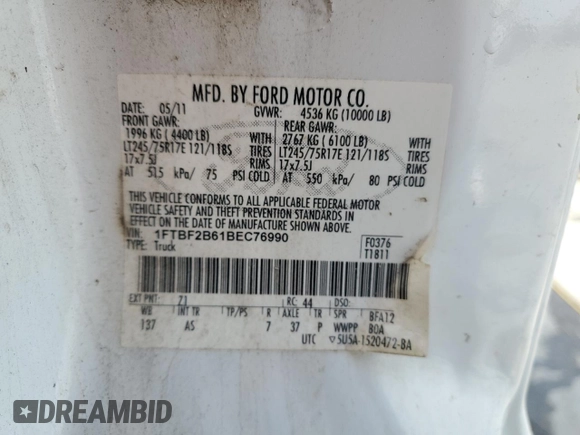 MFD. BY FORD MOTOR CO.
DATE: 05/11 GVWR: 4536 KG (10000 LB)
FRONT GAWR: REAR GAWR:
1996 KG (4400 LB) WITH 2767 KG (6100 LB) WITH
LT245/75R17E 121/118S TIRES LT245/75R17E 121/118S TIRES
17x7.5J RIMS 17x7.5J RIMS
AT 515 kPa/ 75 PSI COLD AT 550 kPa/ 80 PSI COLD
THIS VEHICLE CONFORMS TO ALL APPLICABLE FEDERAL MOTOR
VEHICLE SAFETY AND THEFT PREVENTION STANDARDS IN
EFFECT ON THE DATE OF MANUFACTURE SHOWN ABOVE.
VIN: 1FTBF2B61BEC76990 F0376
TYPE: Truck T1811
EXT PNT: Z1 RC: 44 DSO:
WB INT TR TP/PS R AXLE TR SPR BFA12
137 AS 7 37 P WWPP BOA
UTC ▽5U5A-1520472-BA
DREAMBID